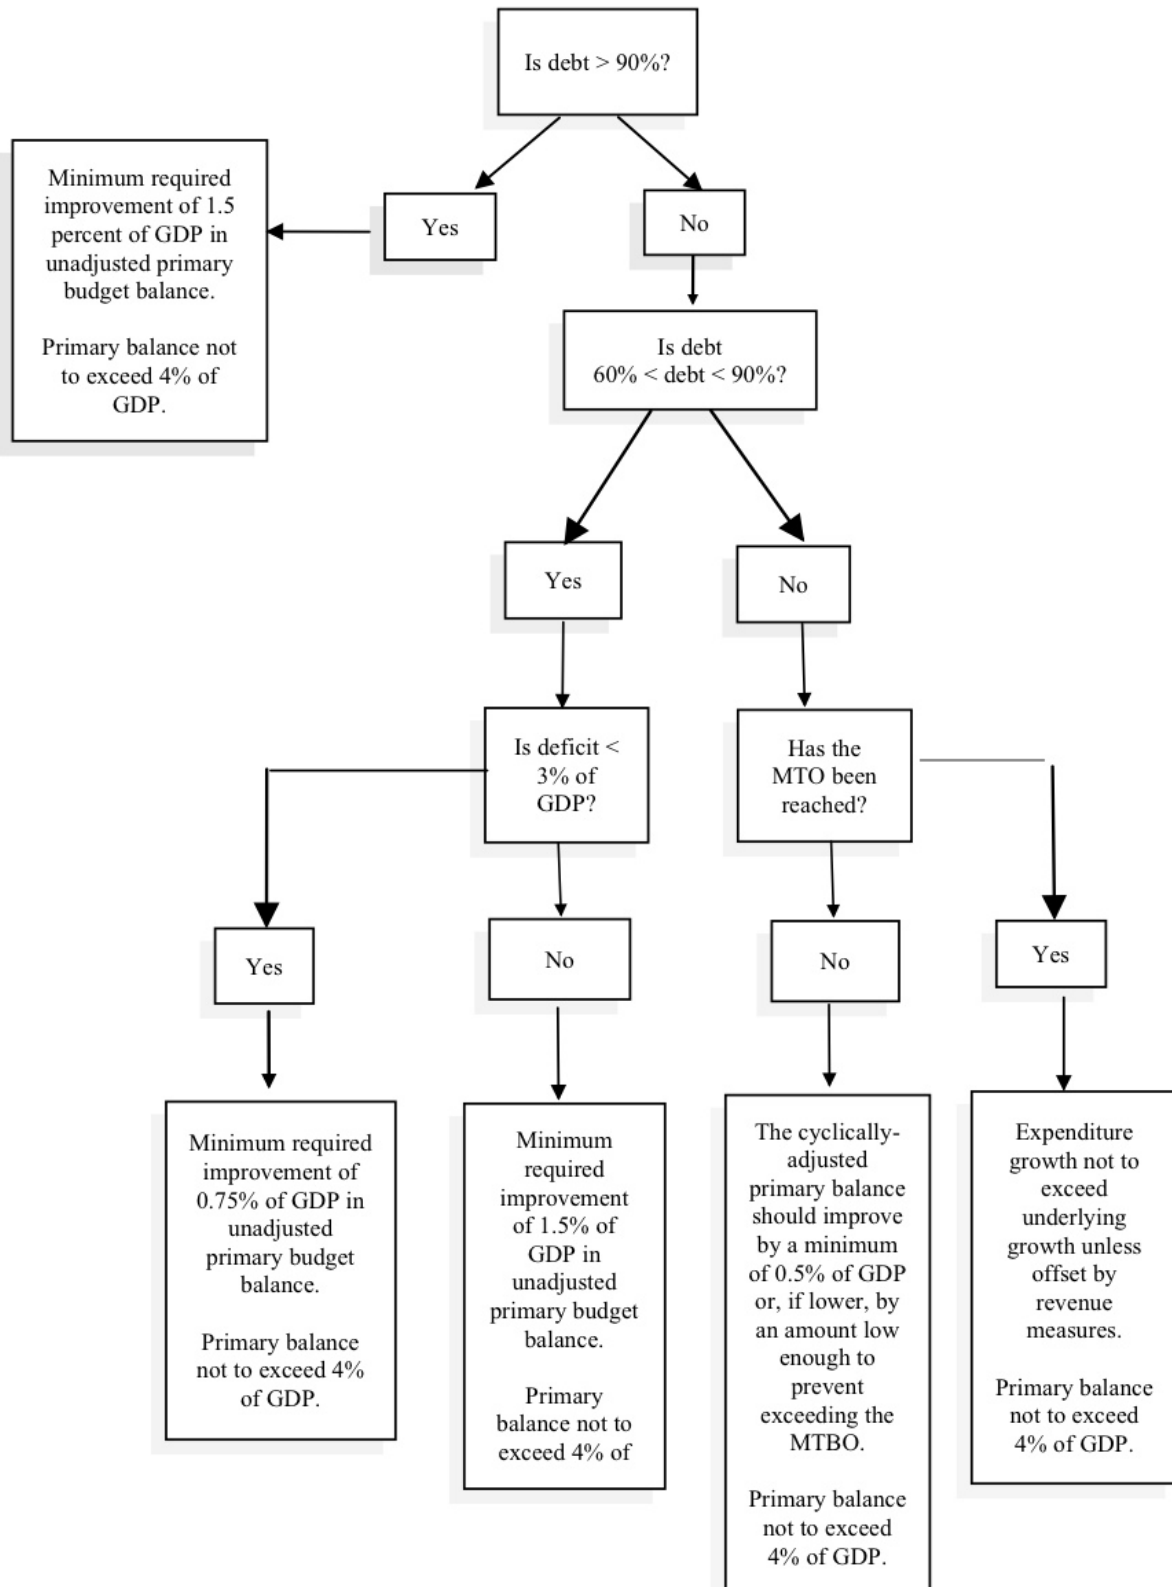 Is debt > 90%?
Minimum required
improvement of 1.5
percent of GDP in
unadjusted primary
budget balance.
Primary balance not
to exceed 4% of
GDP.
Yes
No
Is debt
60% < debt < 90%?
Yes
No
Is deficit <
3% of
GDP?
Has the
MTO been
reached?
Yes
No
No
Yes
Minimum required
improvement of
0.75% of GDP in
unadjusted
primary budget
balance.
Primary balance
not to exceed 4%
of GDP.
Minimum
required
improvement
of 1.5% of
GDP in
unadjusted
primary budget
balance.
Primary
balance not to
exceed 4% of
The cyclically-
adjusted
primary balance
should improve
by a minimum
of 0.5% of GDP
or, if lower, by
an amount low
enough to
prevent
exceeding the
MTBO.
Primary balance
not to exceed
4% of GDP.
Expenditure
growth not to
exceed
underlying
growth unless
offset by
revenue
measures.
Primary balance
not to exceed
4% of GDP.